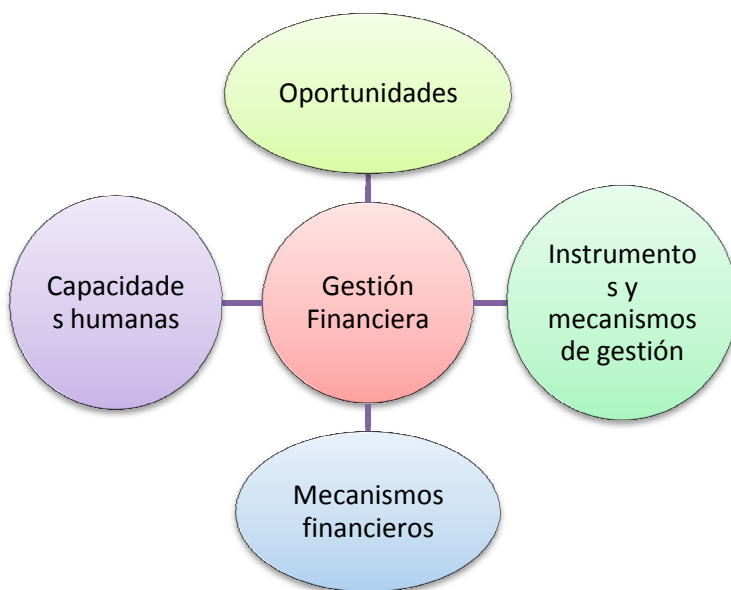 Oportunidades
Capacidade
s humanas
Gestión
Financiera
Instrumento
s y
mecanismos
de gestión
Mecanismos
financieros